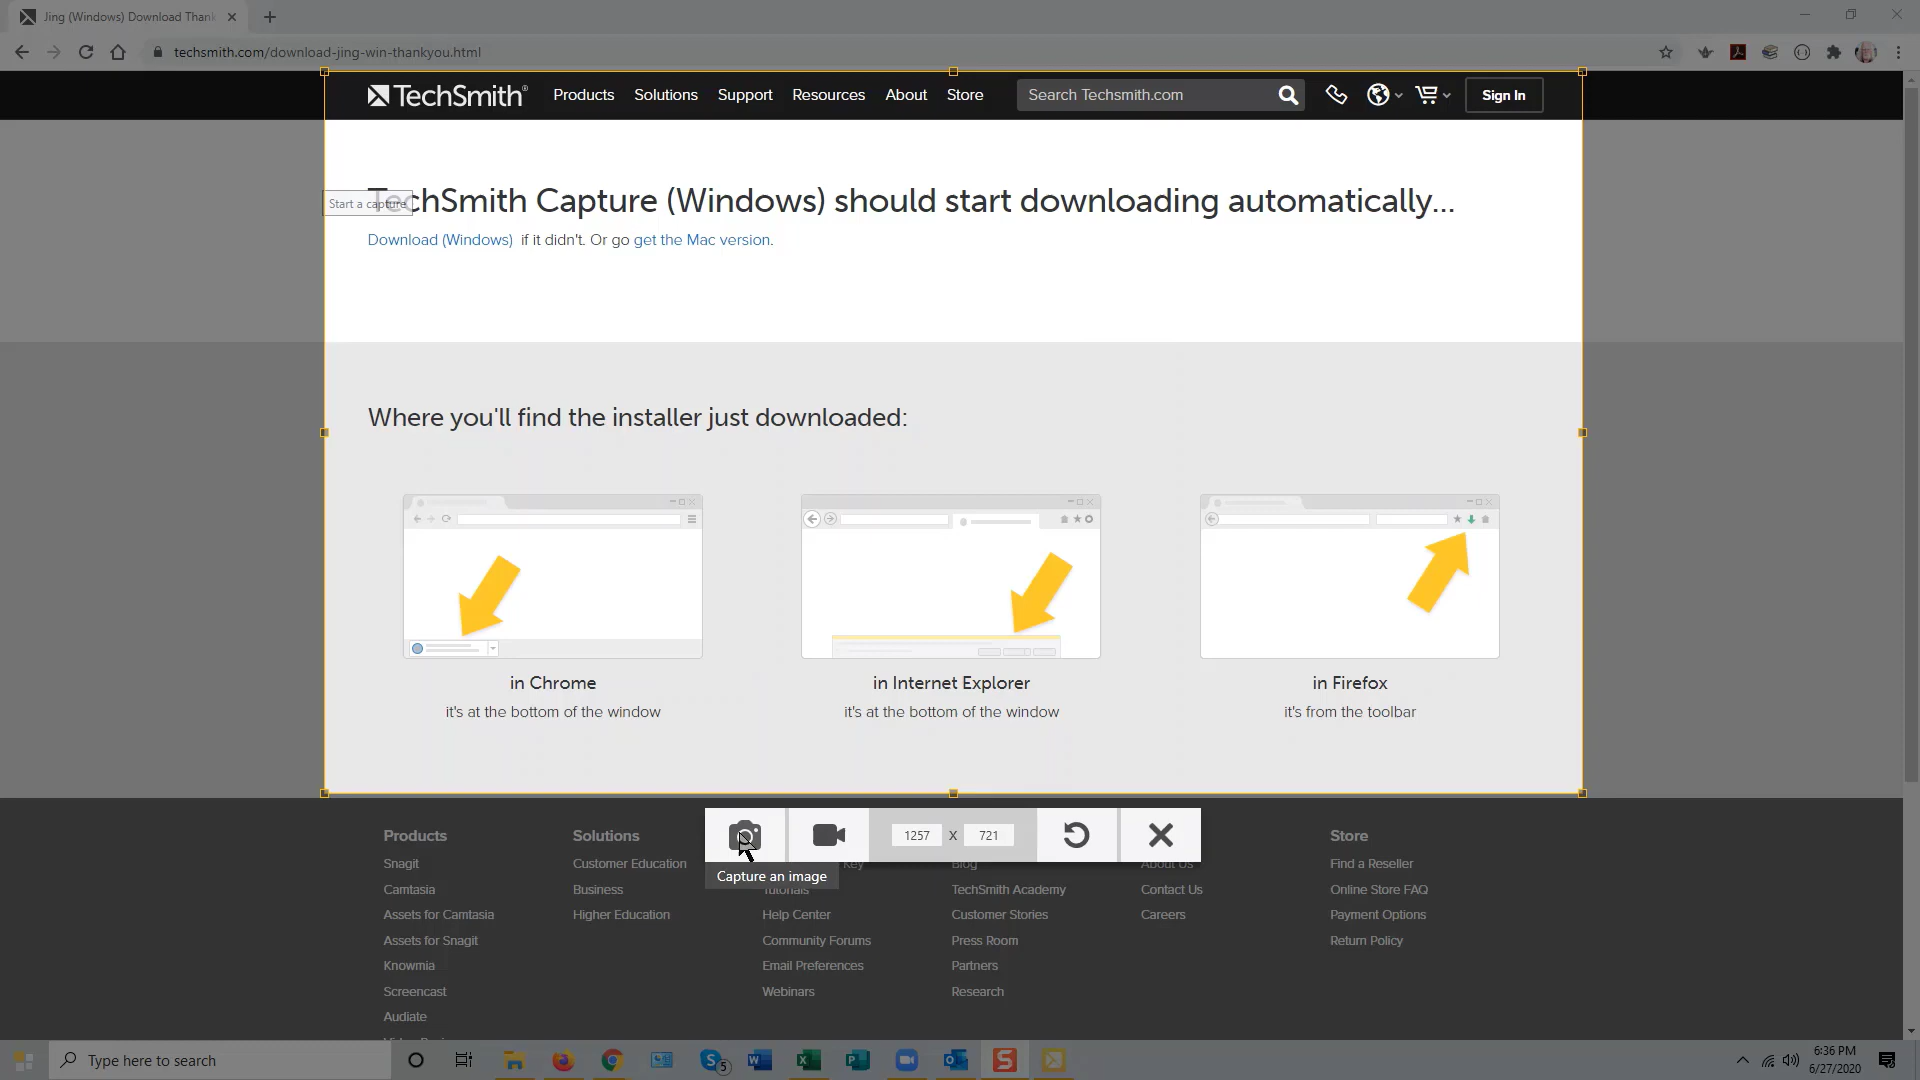 Jing (Windows) Download Thank
techsmith.com/download-jing-win-thankyou.html
TechSmith®
Products
Solutions
Support
Resources
About
Store
Search Techsmith.com
Sign In
Start a capture
TechSmith Capture (Windows) should start downloading automatically...
Download (Windows) if it didn't. Or go get the Mac version.
Where you'll find the installer just downloaded:
in Chrome
it's at the bottom of the window
in Internet Explorer
it's at the bottom of the window
in Firefox
it's from the toolbar
1257 X 721
Capture an image
Products
Snagit
Camtasia
Assets for Camtasia
Assets for Snagit
Knowmia
Screencast
Audiate
Solutions
Customer Education
Business
Higher Education
Key
Tutorials
Help Center
Community Forums
Email Preferences
Webinars
Blog
TechSmith Academy
Customer Stories
Press Room
Partners
Research
About Us
Contact Us
Careers
Store
Find a Reseller
Online Store FAQ
Payment Options
Return Policy
Type here to search
5
6:36 PM
6/27/2020